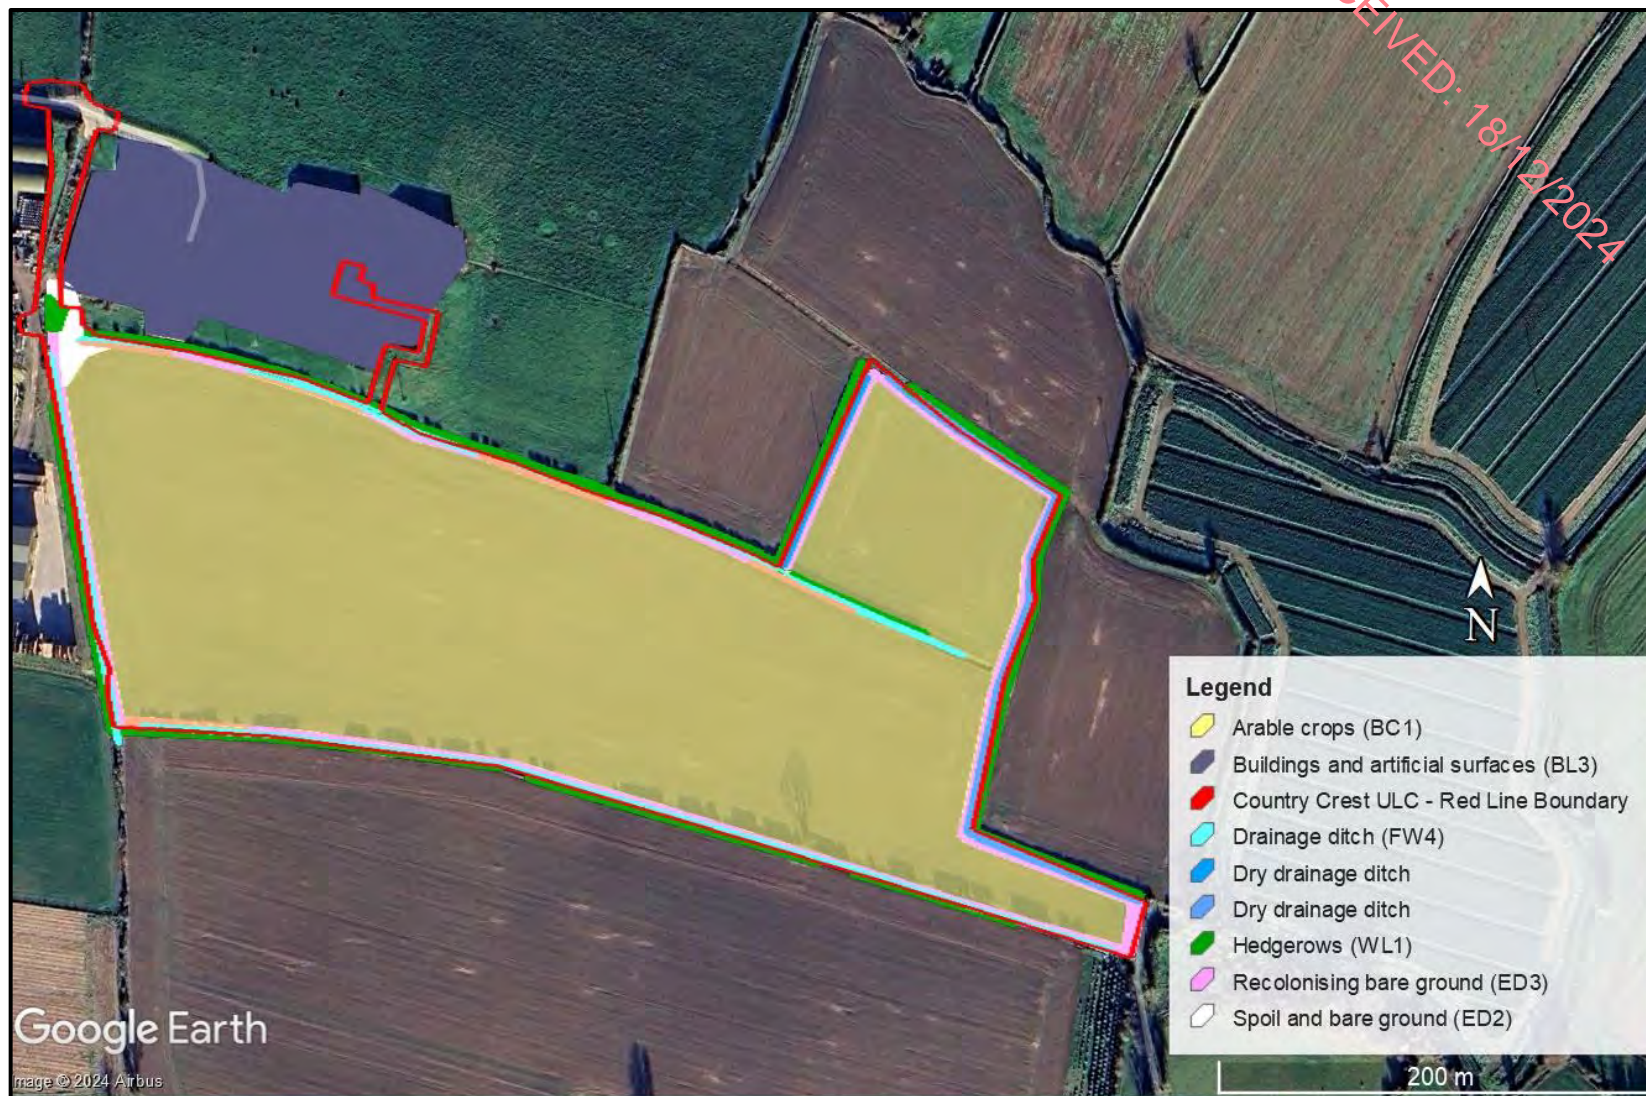 EIVED: 18/12/2024
N
Legend
Arable crops (BC1)
Buildings and artificial surfaces (BL3)
Country Crest ULC - Red Line Boundary
Drainage ditch (FW4)
Dry drainage ditch
Dry drainage ditch
Hedgerows (WL1)
Recolonising bare ground (ED3)
Spoil and bare ground (ED2)
Google Earth
mage © 2024 Airbus
200 m